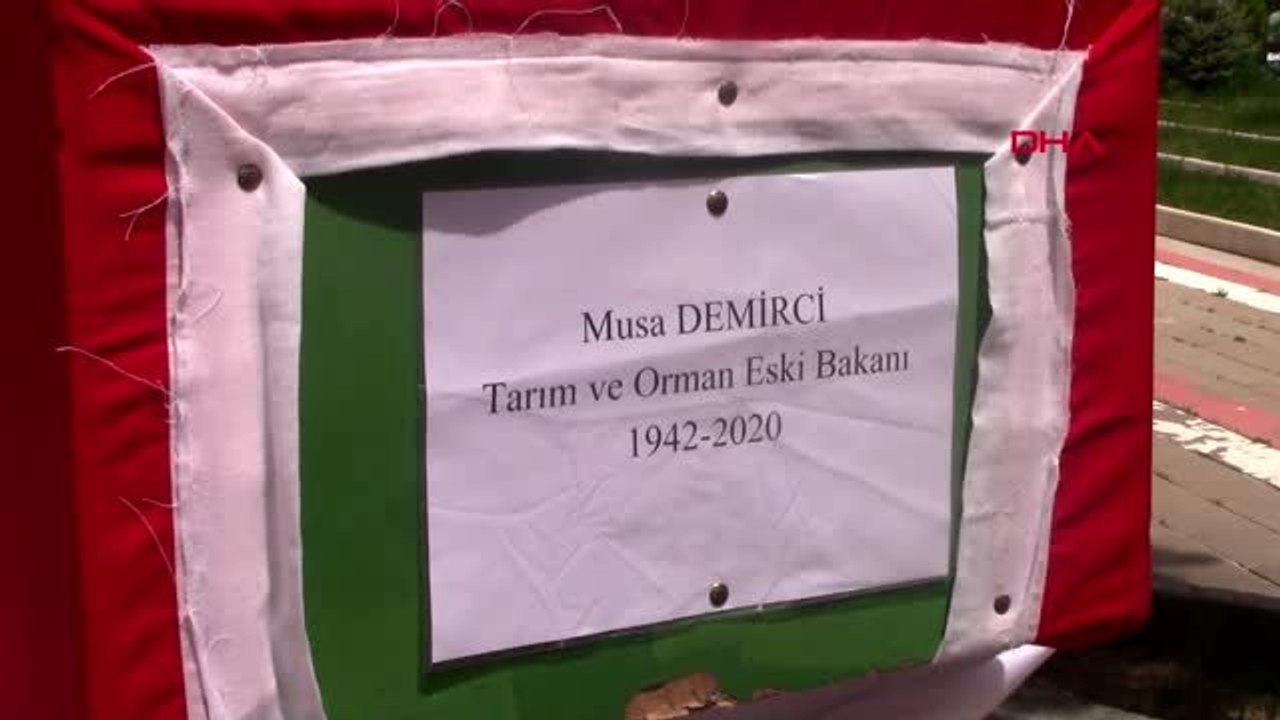 DHA
Musa DEMİRCİ
Tarım ve Orman Eski Bakanı
1942-2020